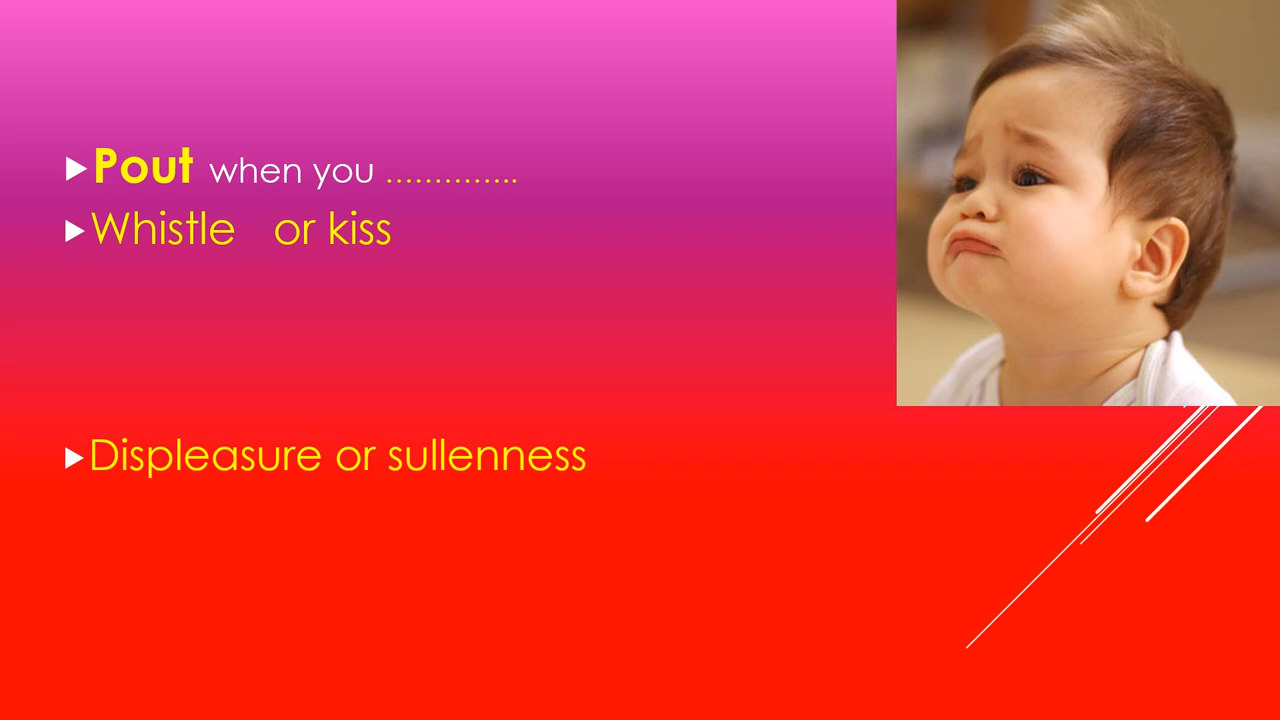 Pout when you ..............
Whistle or kiss
Displeasure or sullenness